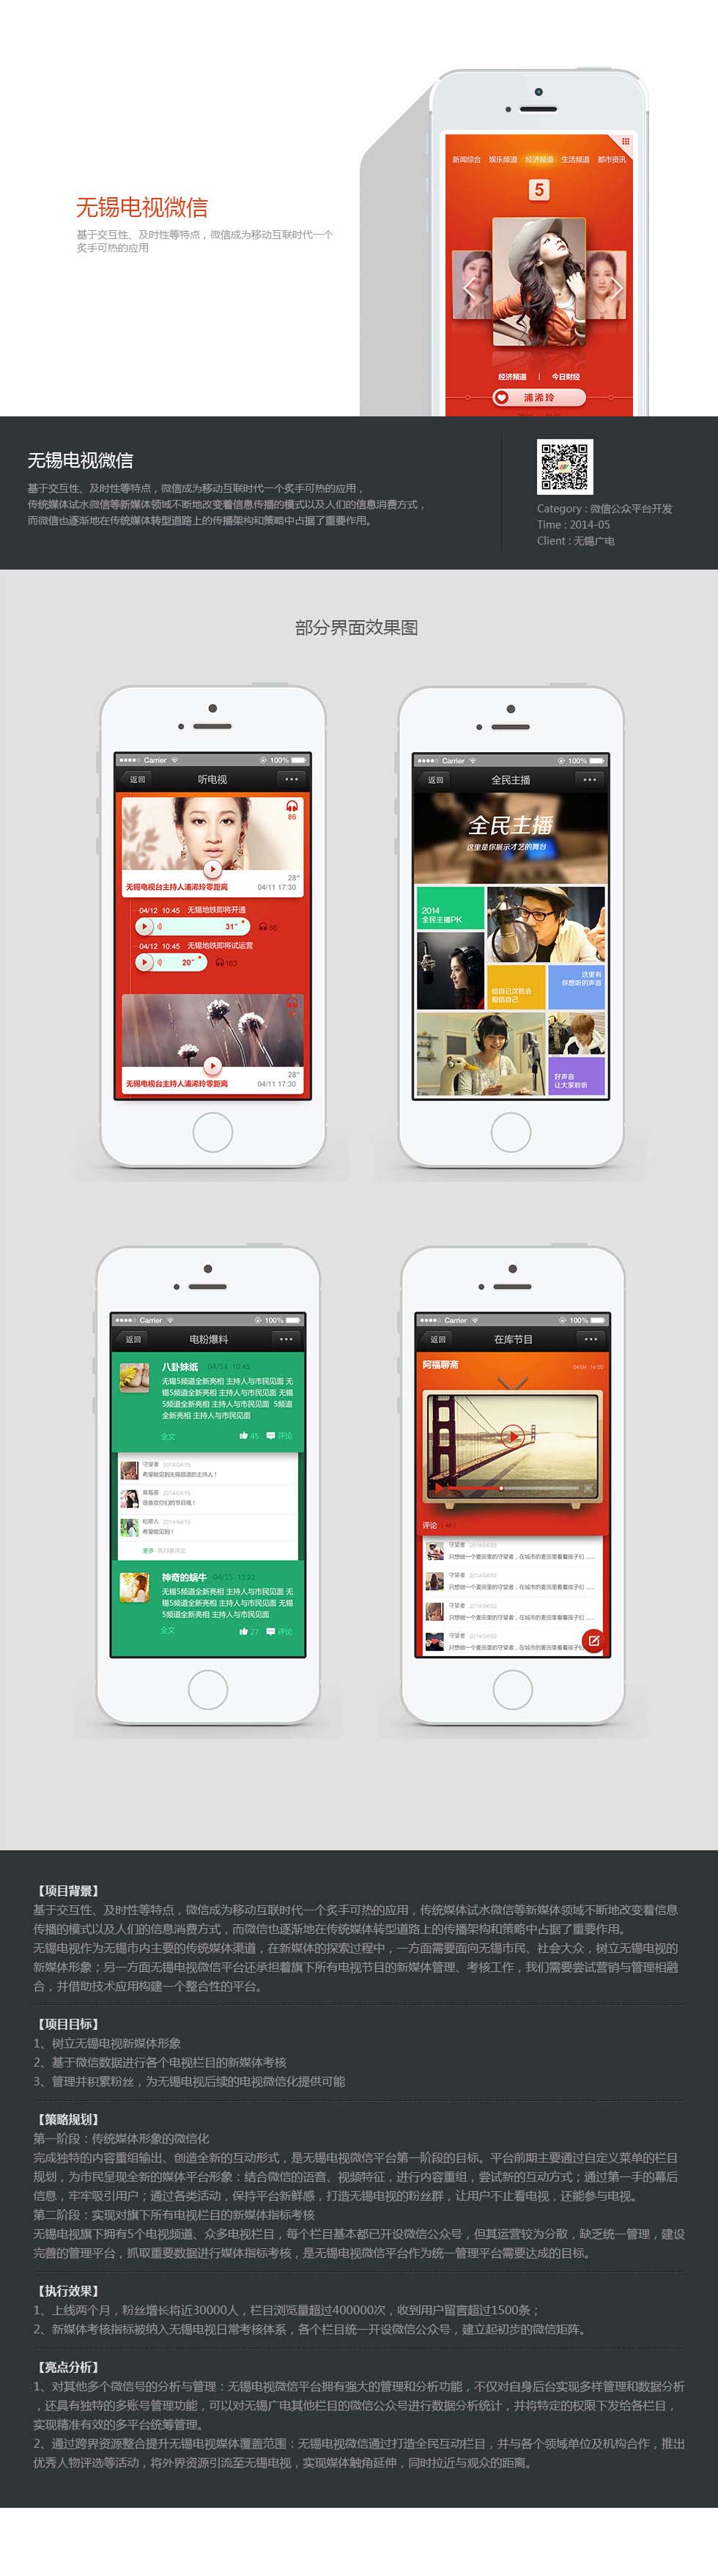 新闻综合 娱乐频道 经济频道 生活频道 都市资讯
5
无锡电视微信
基于交互性、及时性等特点，微信成为移动互联时代一个
炙手可热的应用
经济频道 | 今日财经
浦浠玲
无锡电视微信
基于交互性、及时性等特点，微信成为移动互联时代一个炙手可热的应用，
传统媒体试水微信等新媒体领域不断地改变着信息传播的模式以及人们的信息消费方式，
而微信也逐渐地在传统媒体转型道路上的传播架构和策略中占据了重要作用。
Category : 微信公众平台开发
Time : 2014-05
Client : 无锡广电
部分界面效果图
Carrier 100%
返回 听电视
86
28"
无锡电视台主持人浦浠玲零距离 04/11 17:30
04/12 10:45 无锡地铁即将开通
31" 56
04/12 10:45 无锡地铁即将试运营
20" 163
28"
无锡电视台主持人浦浠玲零距离 04/11 17:30
Carrier 100%
返回 全民主播
全民主播
这里是你展示才艺的舞台
2014
全民主播PK
给自己次机会
相信自己
这里有
你想听的声音
好声音
让大家聆听
Carrier 100%
返回 电粉爆料
八卦妹纸 04/14 10:45
无锡5频道全新亮相 主持人与市民见面 无
锡5频道全新亮相 主持人与市民见面 无锡
5频道全新亮相 主持人与市民见面 5频道
全新亮相 主持人与市民见面
全文 45 评论
守望者 2014/04/15
希望能见到无锡频道的主持人！
草莓酱 2014/04/15
很喜欢你们的节目哦！
稻草人 2014/04/15
希望能见到！
更多
神奇的蜗牛 04/15 12:22
无锡5频道全新亮相 主持人与市民见面 无
锡5频道全新亮相 主持人与市民见面 无锡
5频道全新亮相 主持人与市民见面
全文 27 评论
Carrier 100%
返回 在库节目
阿福聊斋 04/04 14:00
评论
守望者 2014/04/02
只想做一个麦田里的守望者，在城市的麦田里看着孩子们 ......
守望者 2014/04/02
只想做一个麦田里的守望者，在城市的麦田里看着孩子们 ......
守望者 2014/04/02
只想做一个麦田里的守望者，在城市的麦田里看着孩子们 ......
守望者 2014/04/02
只想做一个麦田里的守望者，在城市的麦田里看着孩子们
【项目背景】
基于交互性、及时性等特点，微信成为移动互联时代一个炙手可热的应用，传统媒体试水微信等新媒体领域不断地改变着信息
传播的模式以及人们的信息消费方式，而微信也逐渐地在传统媒体转型道路上的传播架构和策略中占据了重要作用。
无锡电视作为无锡市内主要的传统媒体渠道，在新媒体的探索过程中，一方面需要面向无锡市民、社会大众，树立无锡电视的
新媒体形象；另一方面无锡电视微信平台还承担着旗下所有电视节目的新媒体管理、考核工作，我们需要尝试营销与管理相融
合，并借助技术应用构建一个整合性的平台。
【项目目标】
1、树立无锡电视新媒体形象
2、基于微信数据进行各个电视栏目的新媒体考核
3、管理并积累粉丝，为无锡电视后续的电视微信化提供可能
【策略规划】
第一阶段：传统媒体形象的微信化
完成独特的内容重组输出、创造全新的互动形式，是无锡电视微信平台第一阶段的目标。平台前期主要通过自定义菜单的栏目
规划，为市民呈现全新的媒体平台形象：结合微信的语音、视频特征，进行内容重组，尝试新的互动方式；通过第一手的幕后
信息，牢牢吸引用户；通过各类活动，保持平台新鲜感，打造无锡电视的粉丝群，让用户不止看电视，还能参与电视。
第二阶段：实现对旗下所有电视栏目的新媒体指标考核
无锡电视旗下拥有5个电视频道、众多电视栏目，每个栏目基本都已开设微信公众号，但其运营较为分散，缺乏统一管理，建设
完善的管理平台，抓取重要数据进行媒体指标考核，是无锡电视微信平台作为统一管理平台需要达成的目标。
【执行效果】
1、上线两个月，粉丝增长将近30000人，栏目浏览量超过400000次，收到用户留言超过1500条；
2、新媒体考核指标被纳入无锡电视日常考核体系，各个栏目统一开设微信公众号，建立起初步的微信矩阵。
【亮点分析】
1、对其他多个微信号的分析与管理：无锡电视微信平台拥有强大的管理和分析功能，不仅对自身后台实现多样管理和数据分析
，还具有独特的多账号管理功能，可以对无锡广电其他栏目的微信公众号进行数据分析统计，并将特定的权限下发给各栏目，
实现精准有效的多平台统筹管理。
2、通过跨界资源整合提升无锡电视媒体覆盖范围：无锡电视微信通过打造全民互动栏目，并与各个领域单位及机构合作，推出
优秀人物评选等活动，将外界资源引流至无锡电视，实现媒体触角延伸，同时拉近与观众的距离。